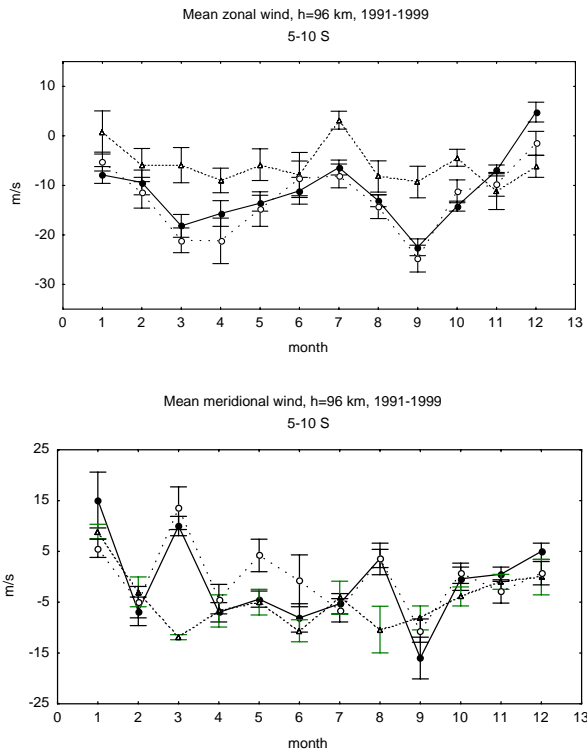 Mean zonal wind, h=96 km, 1991-1999
5-10 S
15
0
-10
-20
-30
m/s
0 1 2 3 4 5 6 7 8 9 10 11 12 13
month
Mean meridional wind, h=96 km, 1991-1999
5-10 S
25
15
5
-5
-15
-25
m/s
0 1 2 3 4 5 6 7 8 9 10 11 12 13
month